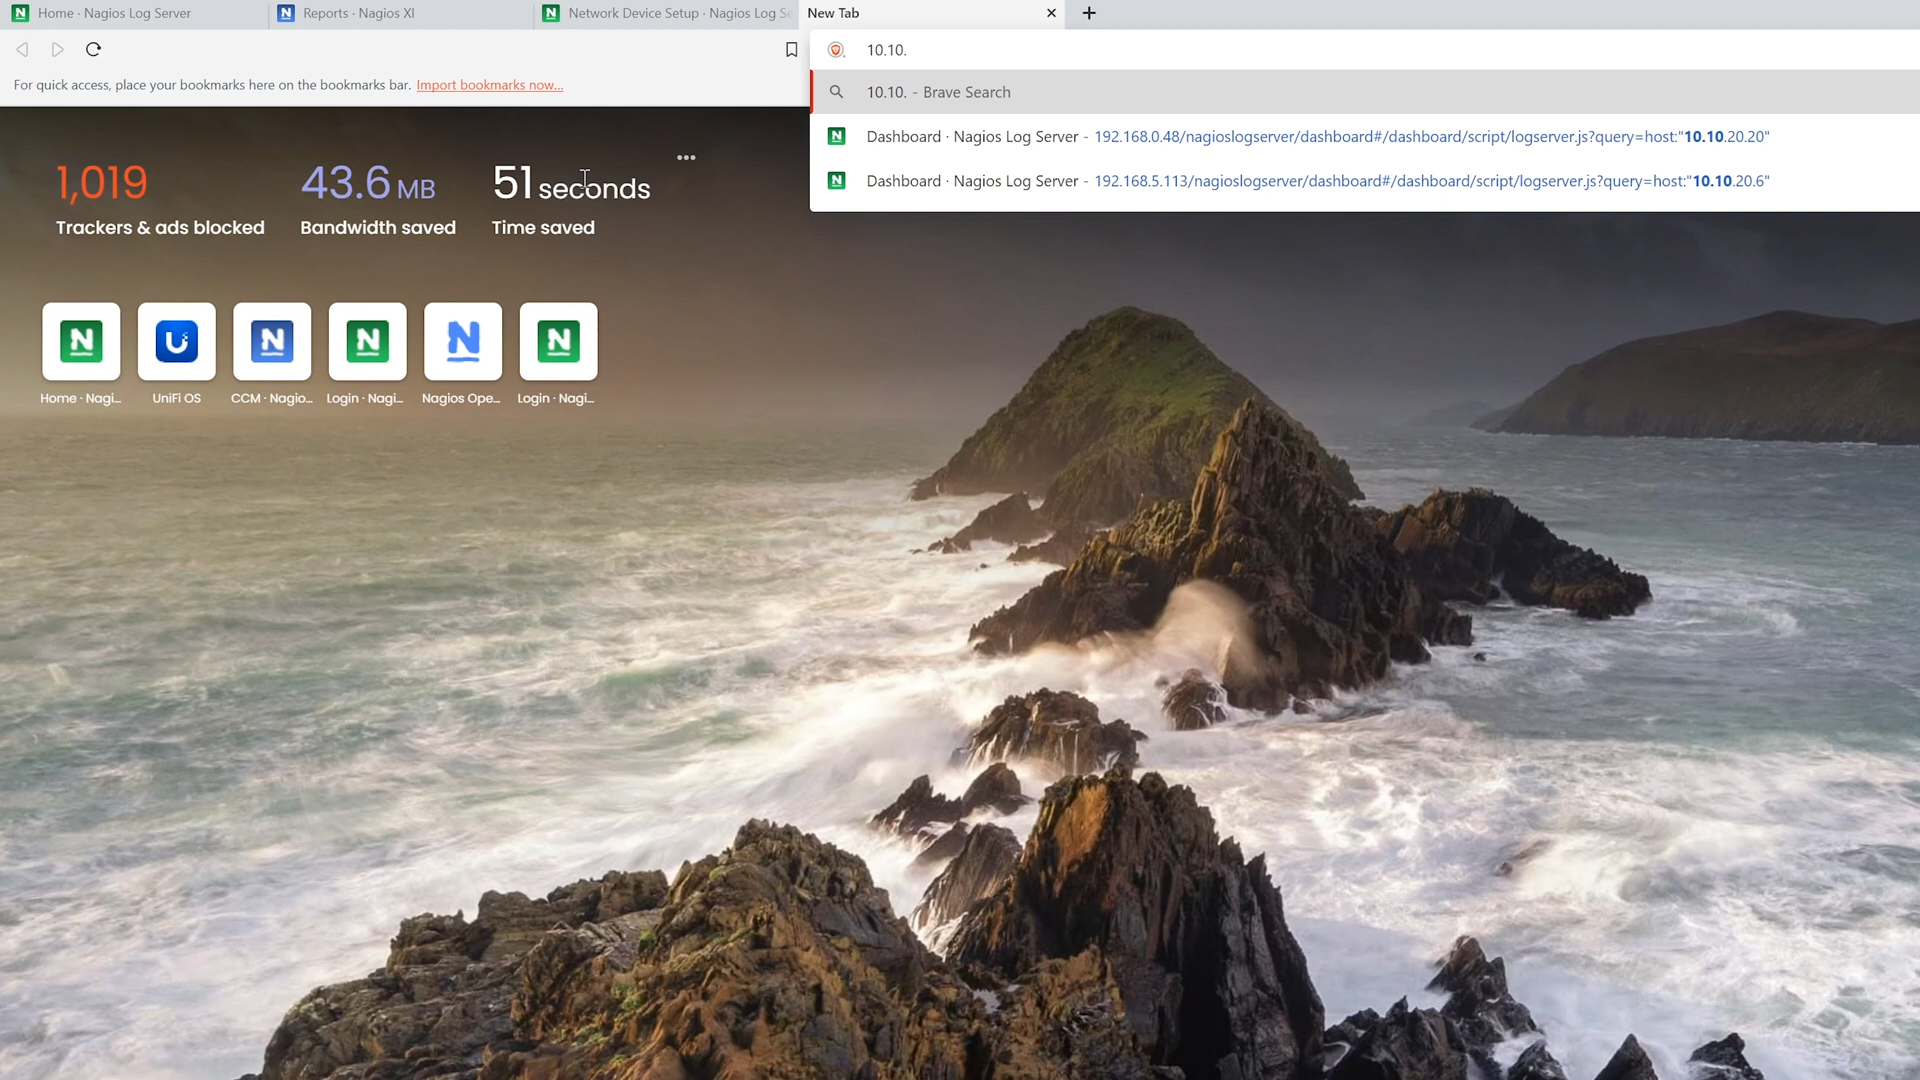 Home · Nagios Log Server
Reports · Nagios XI
Network Device Setup · Nagios Log Se
New Tab
10.10.
For quick access, place your bookmarks here on the bookmarks bar. Import bookmarks now...
10.10. - Brave Search
Dashboard · Nagios Log Server - 192.168.0.48/nagioslogserver/dashboard#/dashboard/script/logserver.js?query=host:"10.10.20.20"
Dashboard · Nagios Log Server - 192.168.5.113/nagioslogserver/dashboard#/dashboard/script/logserver.js?query=host:"10.10.20.6"
1,019
43.6 MB
51 seconds
Trackers & ads blocked
Bandwidth saved
Time saved
Home · Nagi...
UniFi OS
CCM · Nagio...
Login · Nagi...
Nagios Ope...
Login · Nagi...